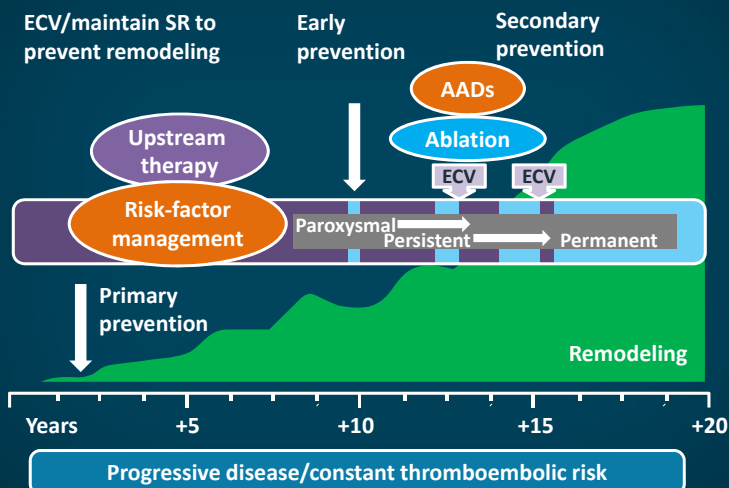 ECV/maintain SR to
prevent remodeling
Early
prevention
Secondary
prevention
AADs
Ablation
Upstream
therapy
ECV
ECV
Risk-factor
management
Paroxysmal
Persistent
Permanent
Primary
prevention
Remodeling
Years
+5
+10
+15
+20
Progressive disease/constant thromboembolic risk